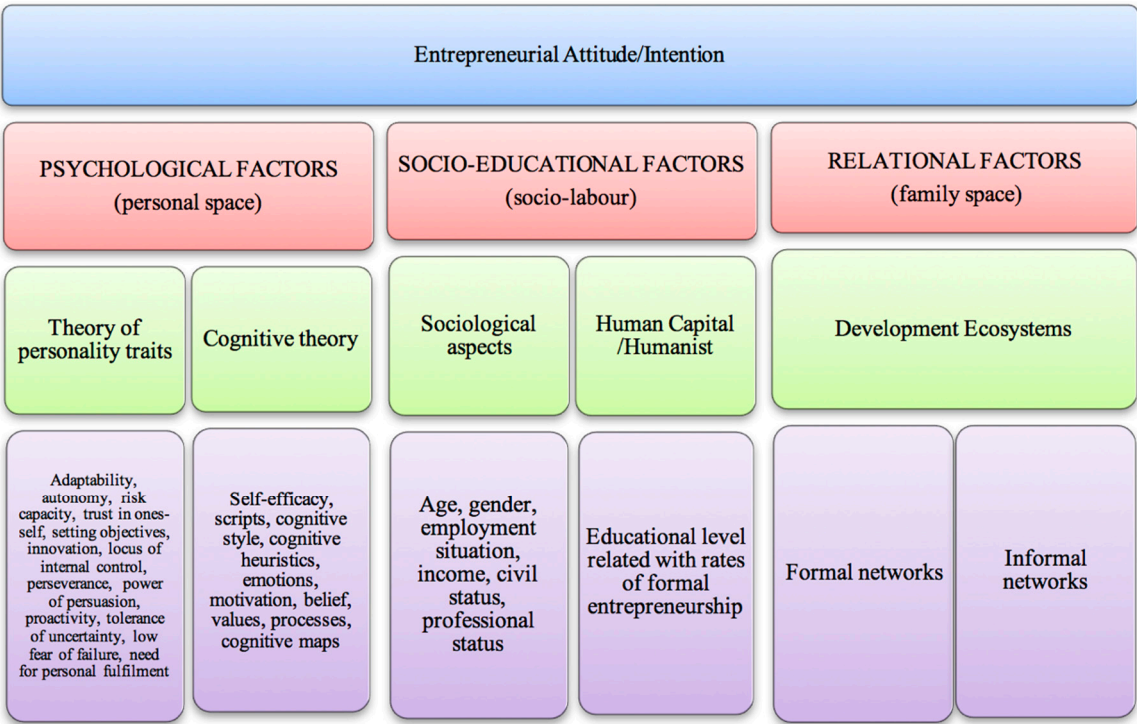 Entrepreneurial Attitude/Intention
PSYCHOLOGICAL FACTORS
(personal space)
SOCIO-EDUCATIONAL FACTORS
(socio-labour)
RELATIONAL FACTORS
(family space)
Theory of
personality traits
Cognitive theory
Sociological
aspects
Human Capital
/Humanist
Development Ecosystems
Adaptability,
autonomy, risk
capacity, trust in ones-
self, setting objectives,
innovation, locus of
internal control,
perseverance, power
of persuasion,
proactivity, tolerance
of uncertainty, low
fear of failure, need
for personal fulfilment
Self-efficacy,
scripts, cognitive
style, cognitive
heuristics,
emotions,
motivation, belief,
values, processes,
cognitive maps
Age, gender,
employment
situation,
income, civil
status,
professional
status
Educational level
related with rates
of formal
entrepreneurship
Formal networks
Informal
networks